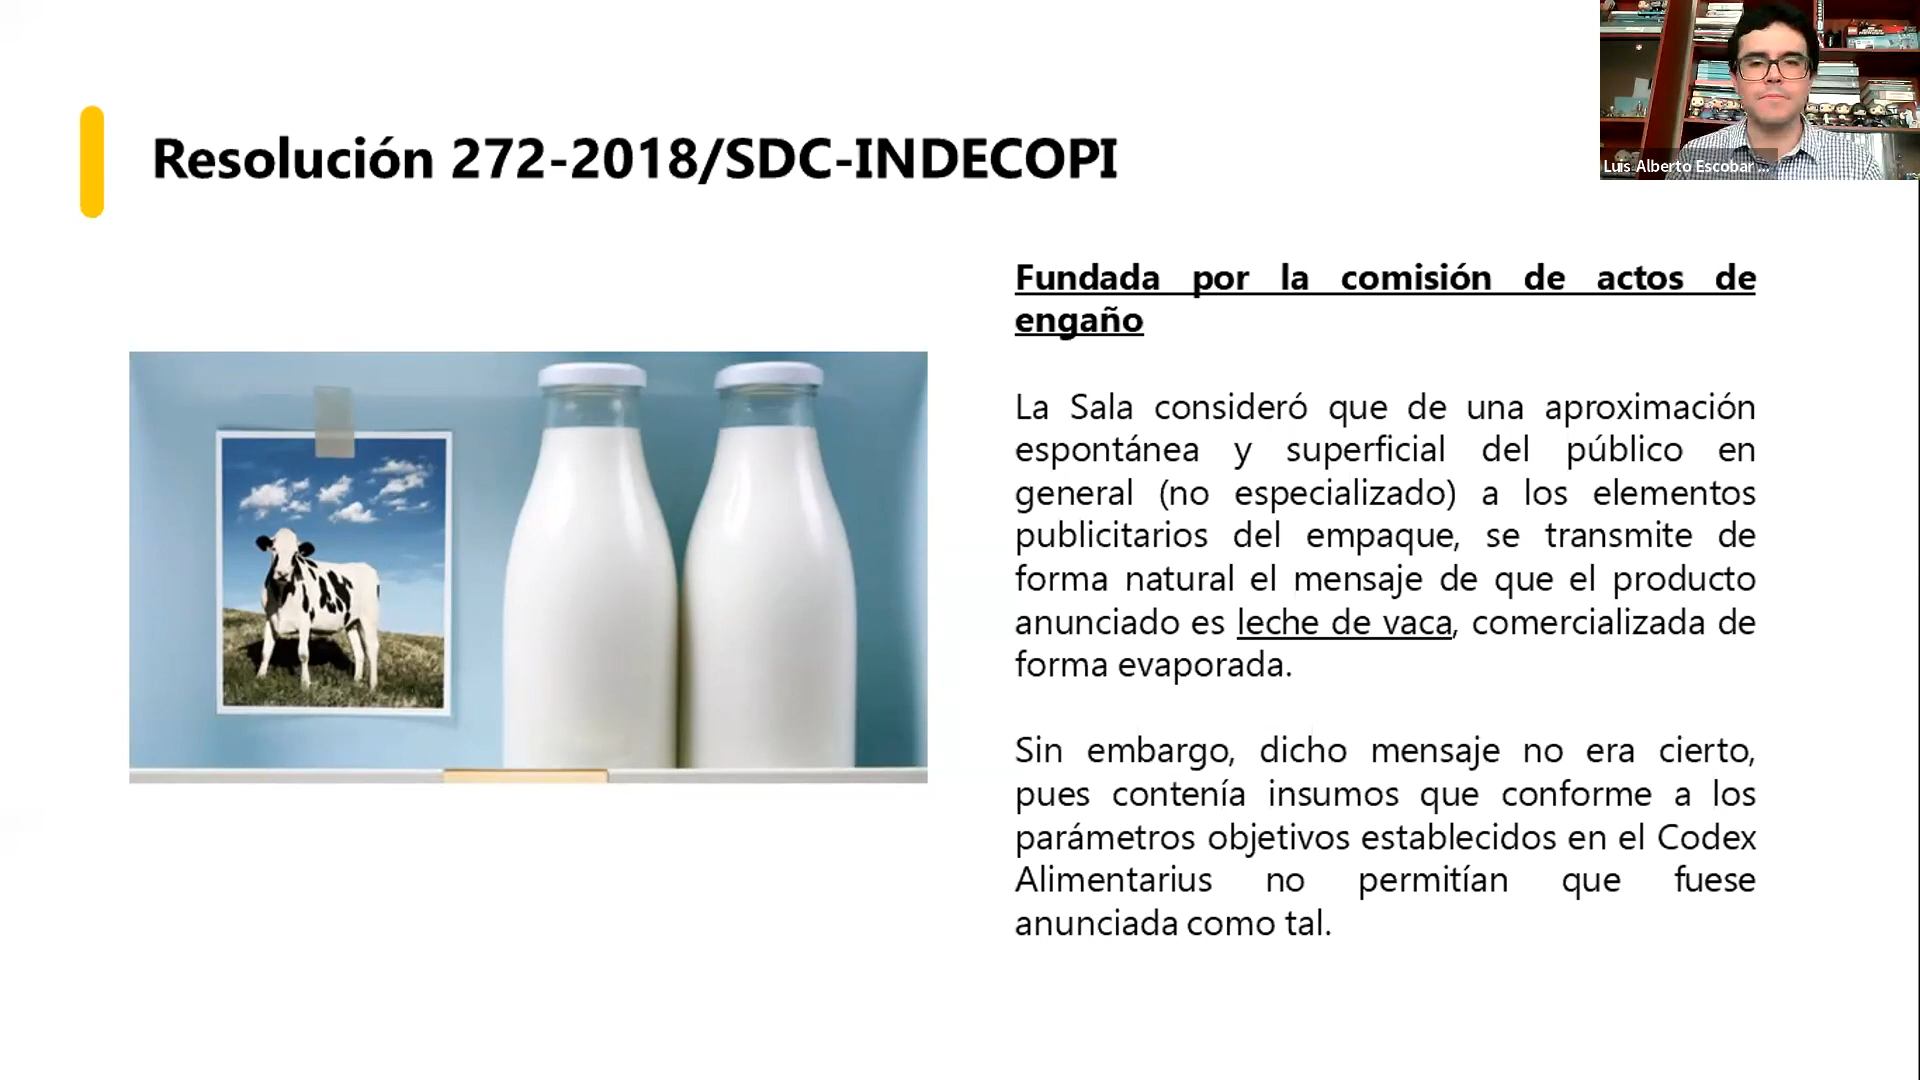 Resolución 272-2018/SDC-INDECOPI
Luis Alberto Escobar ...
Fundada por la comisión de actos de
engaño
La Sala consideró que de una aproximación
espontánea y superficial del público en
general (no especializado) a los elementos
publicitarios del empaque, se transmite de
forma natural el mensaje de que el producto
anunciado es leche de vaca, comercializada de
forma evaporada.
Sin embargo, dicho mensaje no era cierto,
pues contenía insumos que conforme a los
parámetros objetivos establecidos en el Codex
Alimentarius no permitían que fuese
anunciada como tal.